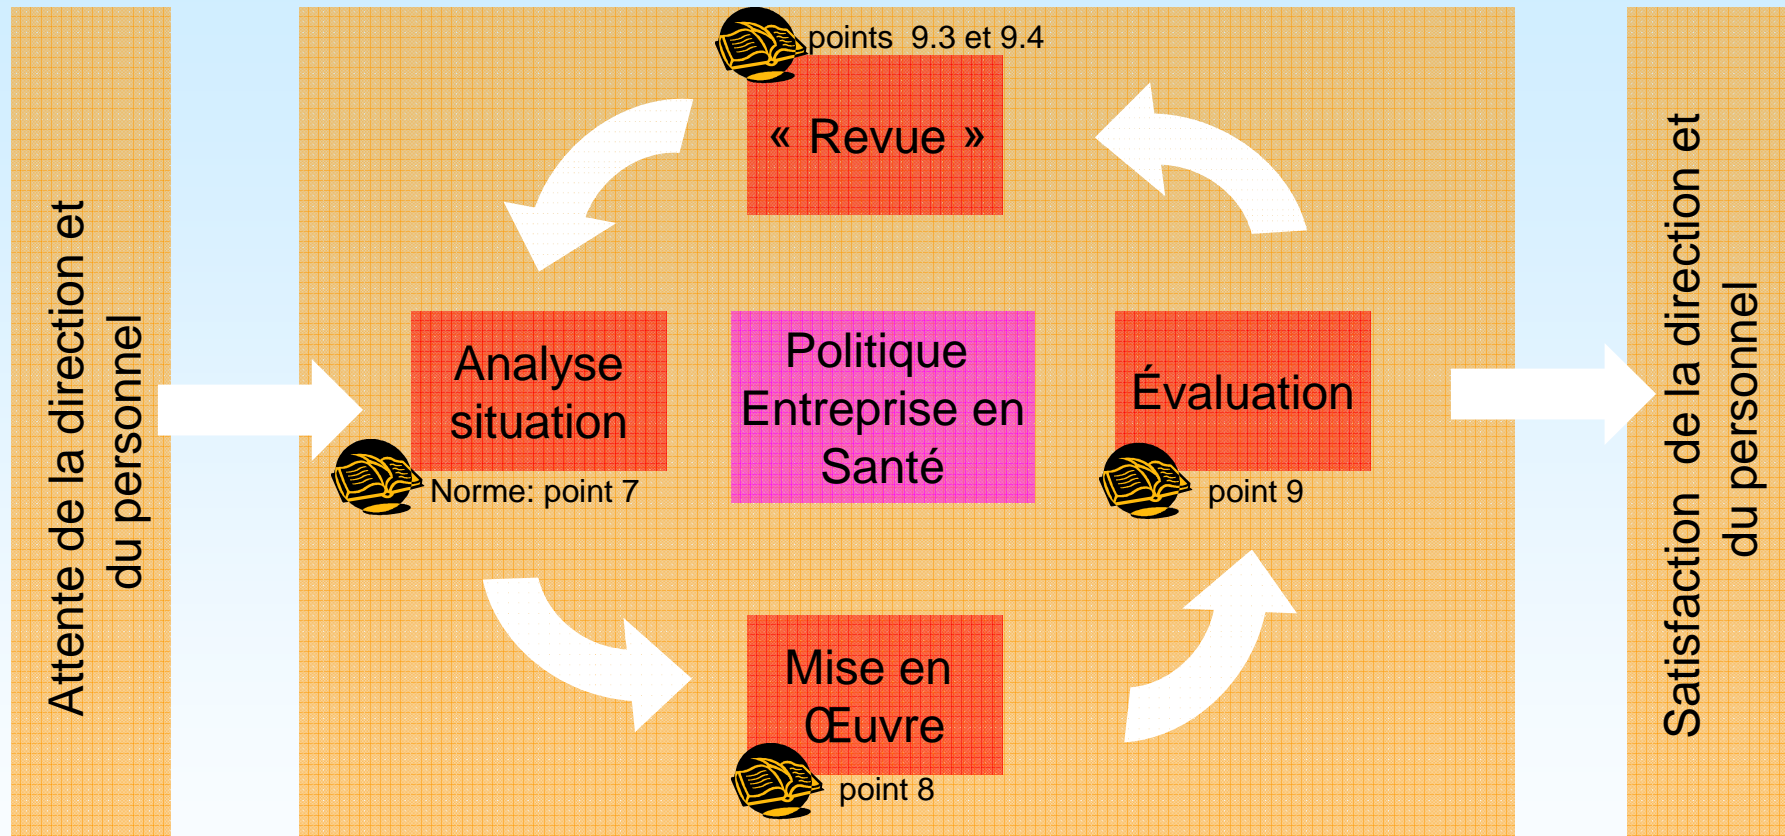 Attente de la direction et
du personnel
points 9.3 et 9.4
« Revue »
Analyse
situation
Norme: point 7
Politique
Entreprise en
Santé
Évaluation
point 9
Mise en
Œuvre
point 8
Satisfaction de la direction et
du personnel